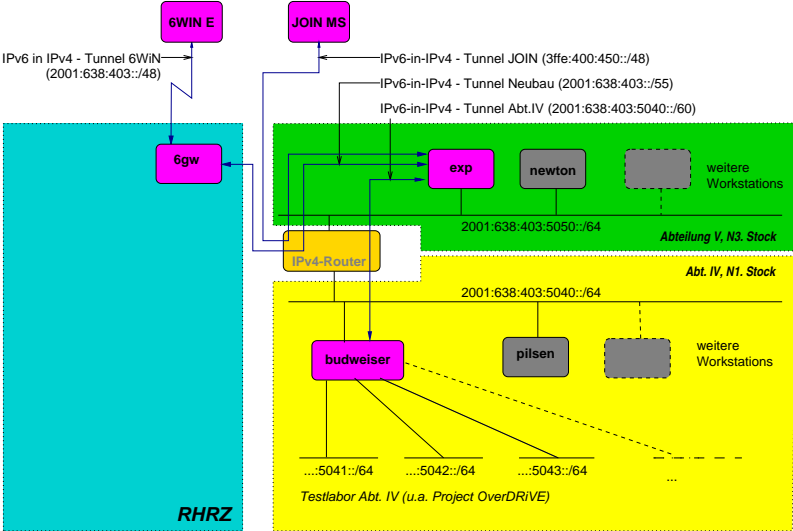 6WIN E
JOIN MS
IPv6 in IPv4 - Tunnel 6WiN
(2001:638:403::/48)
IPv6-in-IPv4 - Tunnel JOIN (3ffe:400:450::/48)
IPv6-in-IPv4 - Tunnel Neubau (2001:638:403::/55)
IPv6-in-IPv4 - Tunnel Abt.IV (2001:638:403:5040::/60)
6gw
exp
newton
weitere
Workstations
2001:638:403:5050::/64
Abteilung V, N3. Stock
IPv4-Router
Abt. IV, N1. Stock
2001:638:403:5040::/64
budweiser
pilsen
weitere
Workstations
...:5041::/64
...:5042::/64
...:5043::/64
...
Testlabor Abt. IV (u.a. Project OverDRiVE)
RHRZ